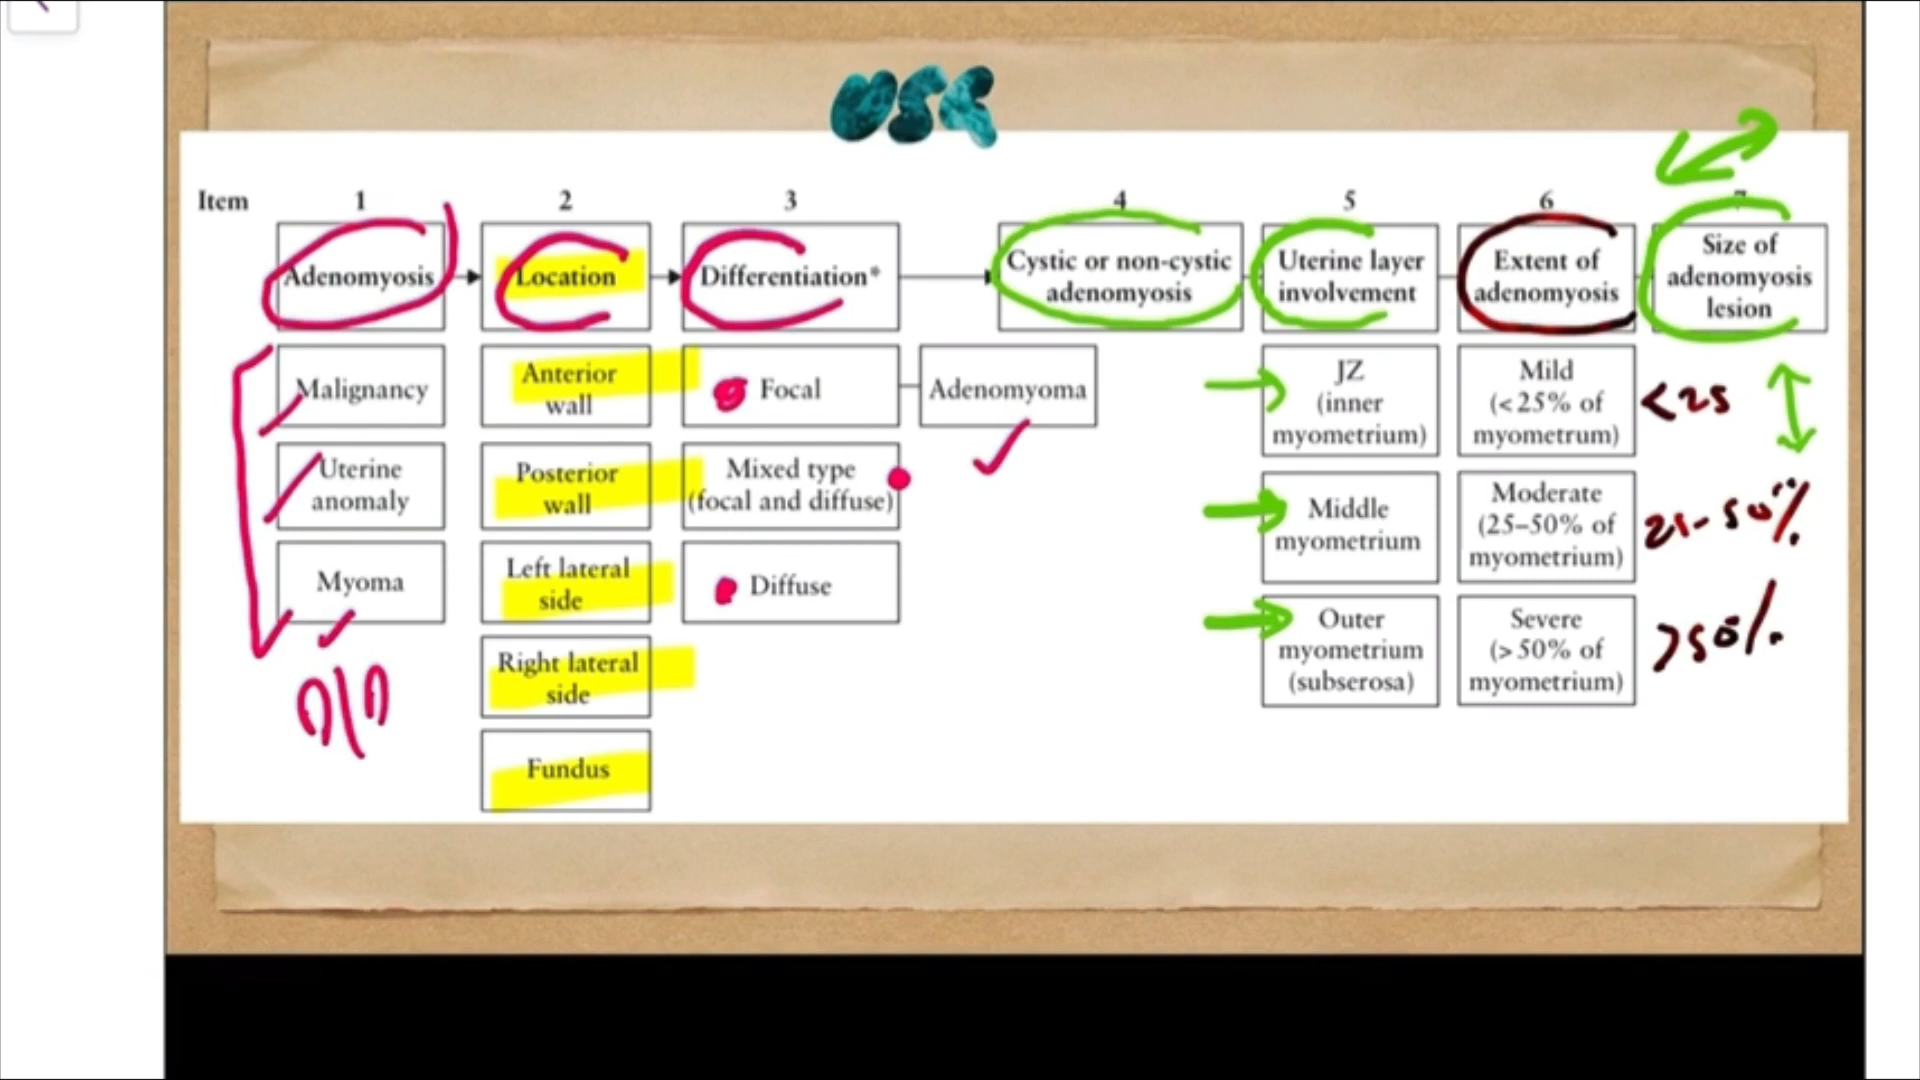 USG
Item 1 2 3 4 5 6 7
Adenomyosis
Malignancy
Uterine
anomaly
Myoma
D/D
Location
Anterior
wall
Posterior
wall
Left lateral
side
Right lateral
side
Fundus
Differentiation*
Focal
Mixed type
(focal and diffuse)
Diffuse
Adenomyoma
Cystic or non-cystic
adenomyosis
Uterine layer
involvement
JZ
(inner
myometrium)
Middle
myometrium
Outer
myometrium
(subserosa)
Extent of
adenomyosis
Mild
(<25% of
myometrum)
Moderate
(25–50% of
myometrium)
Severe
(>50% of
myometrium)
<25
25-50%
>50%
Size of
adenomyosis
lesion